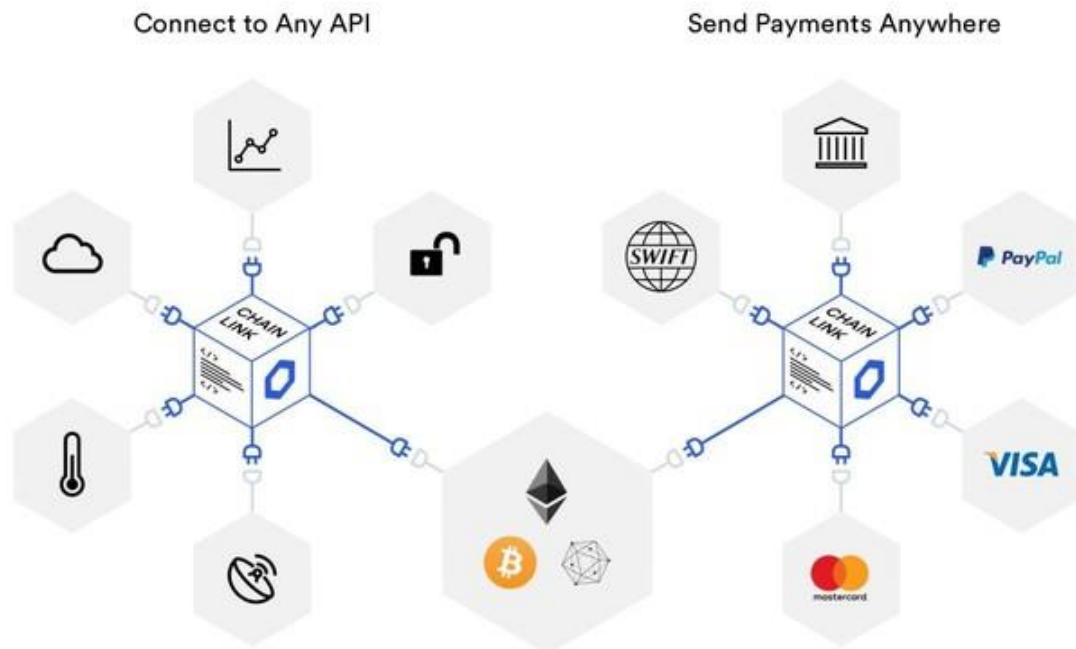 Connect to Any API
Send Payments Anywhere
CHAIN
LINK
</>
</>
SWIFT
PayPal
CHAIN
LINK
</>
</>
VISA
mastercard